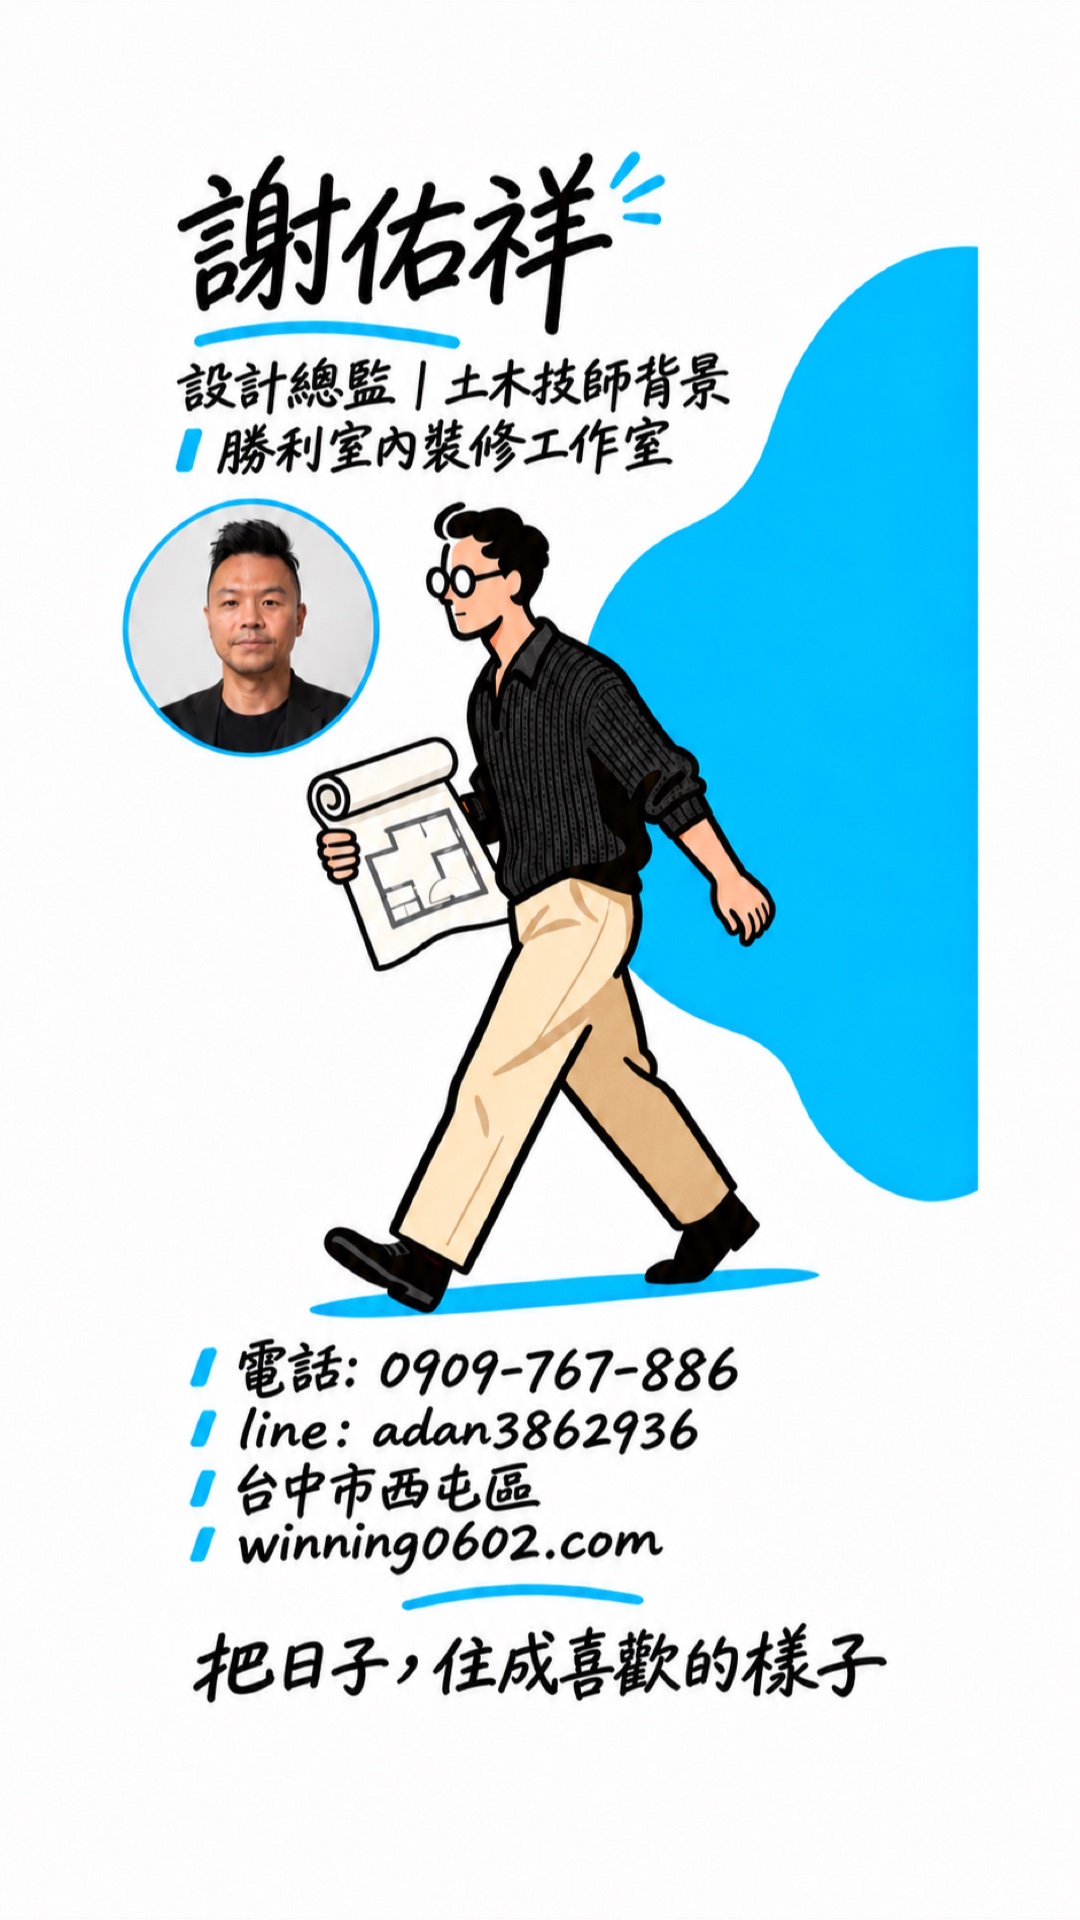 謝佑祥
設計總監 | 土木技師背景
勝利室內裝修工作室
電話: 0909-767-886
line: adan3862936
台中市西屯區
winning0602.com
把日子，住成喜歡的樣子